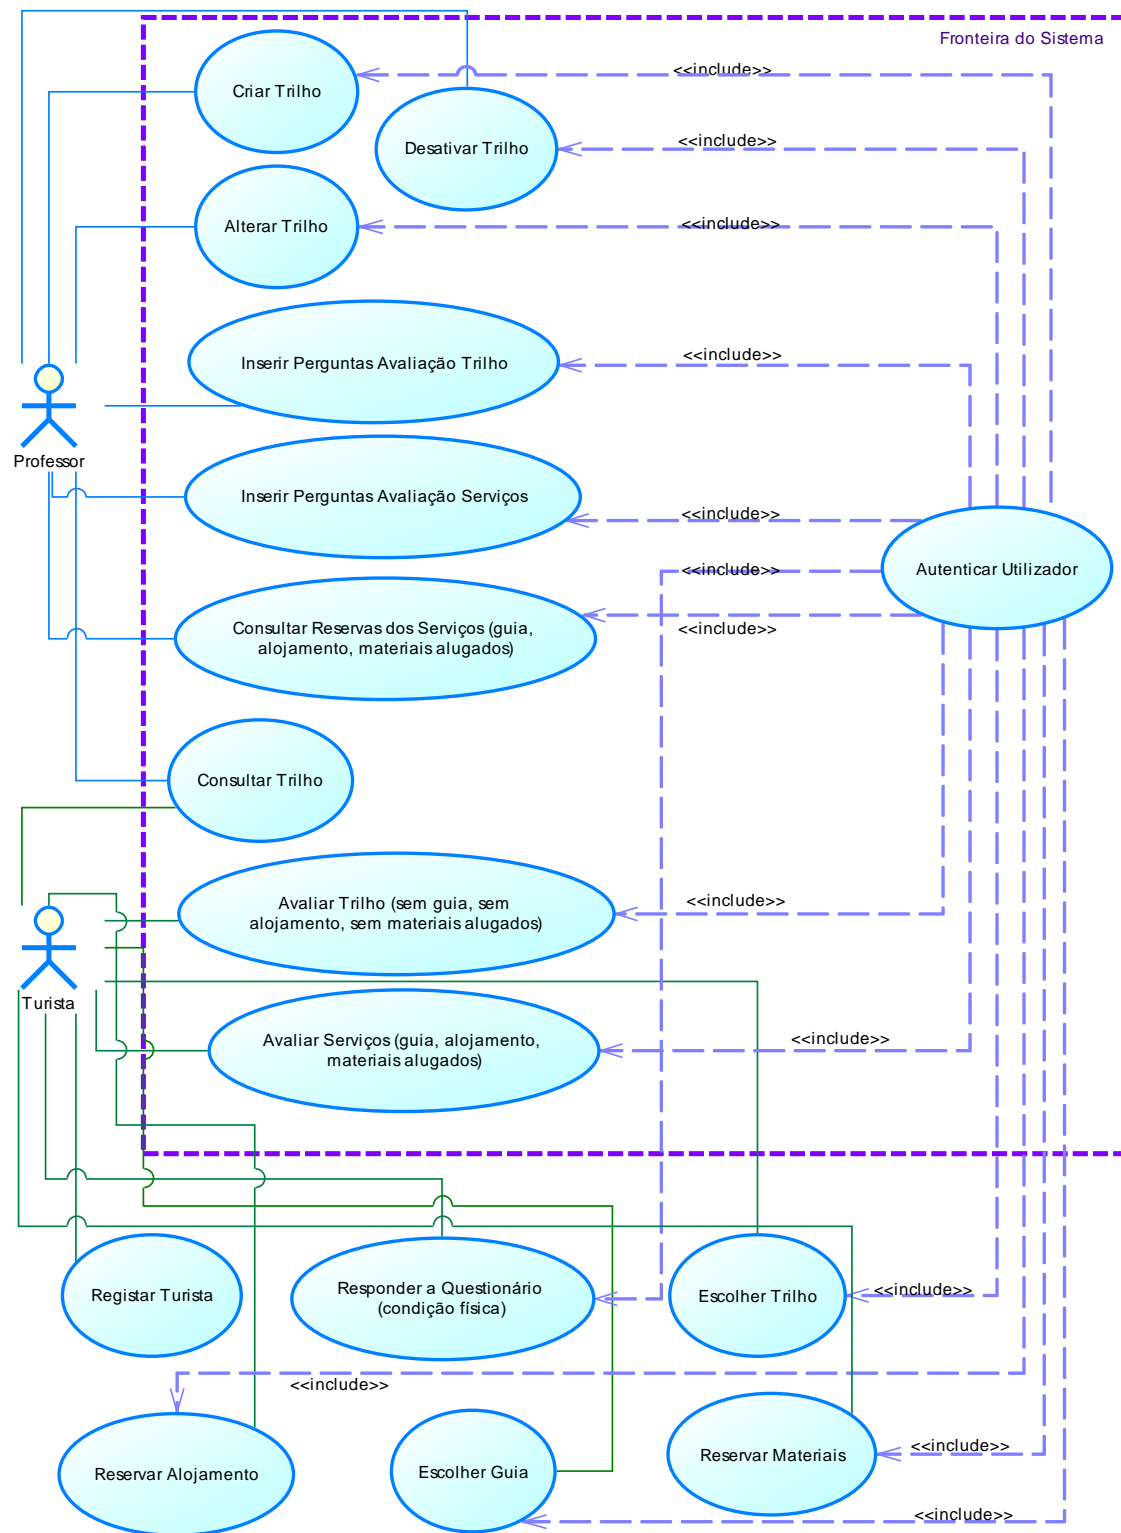 Fronteira do Sistema
<<include>>
Criar Trilho
<<include>>
Desativar Trilho
<<include>>
Alterar Trilho
<<include>>
Inserir Perguntas Avaliação Trilho
Professor
Inserir Perguntas Avaliação Serviços
<<include>>
<<include>>
Autenticar Utilizador
<<include>>
Consultar Reservas dos Serviços (guia,
alojamento, materiais alugados)
Consultar Trilho
Avaliar Trilho (sem guia, sem
alojamento, sem materiais alugados)
<<include>>
Turista
Avaliar Serviços (guia, alojamento,
materiais alugados)
<<include>>
Registar Turista
Responder a Questionário
(condição física)
Escolher Trilho
<<include>>
<<include>>
Reservar Alojamento
Escolher Guia
Reservar Materiais
<<include>>
<<include>>